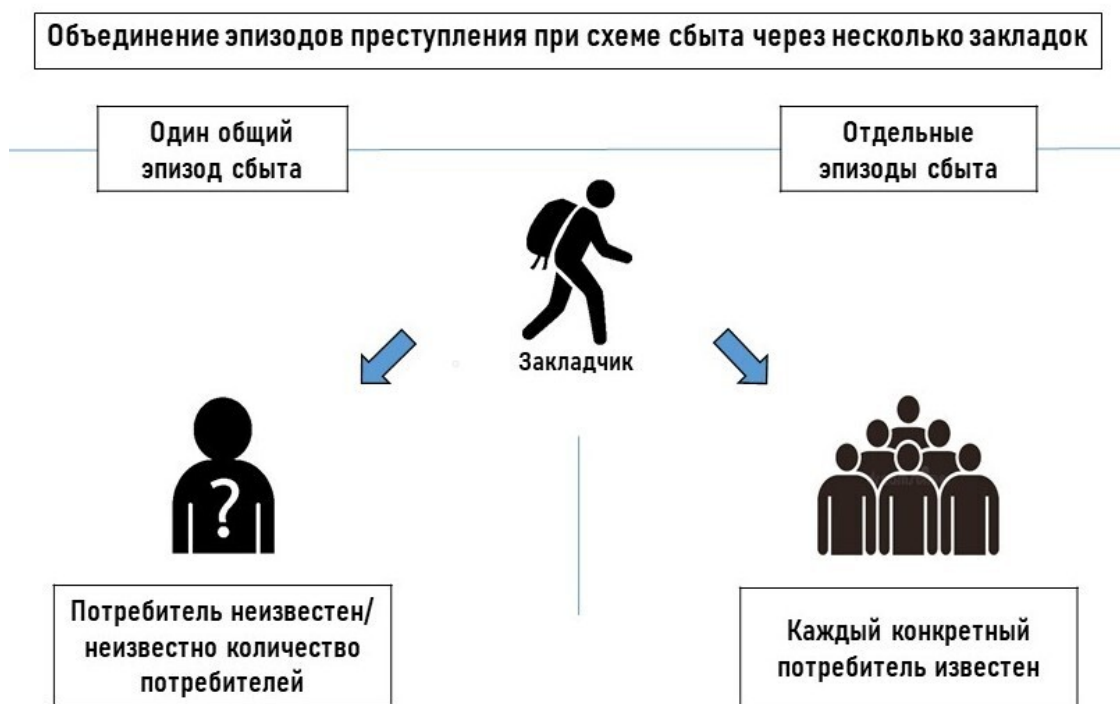 Объединение эпизодов преступления при схеме сбыта через несколько закладок
Один общий
эпизод сбыта
Отдельные
эпизоды сбыта
Закладчик
?
Потребитель неизвестен/
неизвестно количество
потребителей
Каждый конкретный
потребитель известен